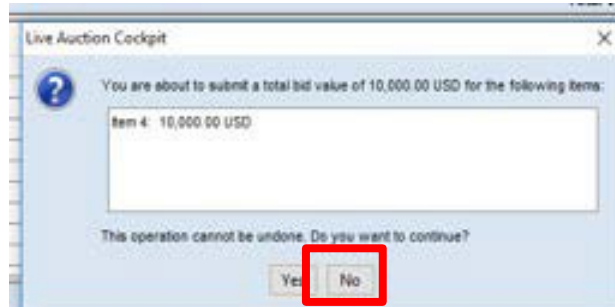 Live Auction Cockpit
You are about to submit a total bid value of 10,000.00 USD for the following items:
Item 4: 10,000.00 USD
This operation cannot be undone. Do you want to continue?
Yes No